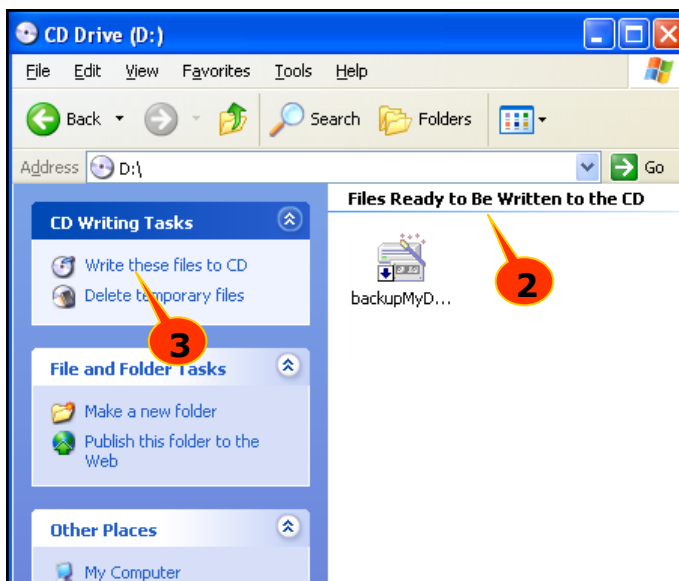 CD Drive (D:)
File Edit View Favorites Tools Help
Back Search Folders
Address D:\ Go
CD Writing Tasks
Write these files to CD
Delete temporary files
3
File and Folder Tasks
Make a new folder
Publish this folder to the
Web
Other Places
My Computer
Files Ready to Be Written to the CD
2
backupMyD...